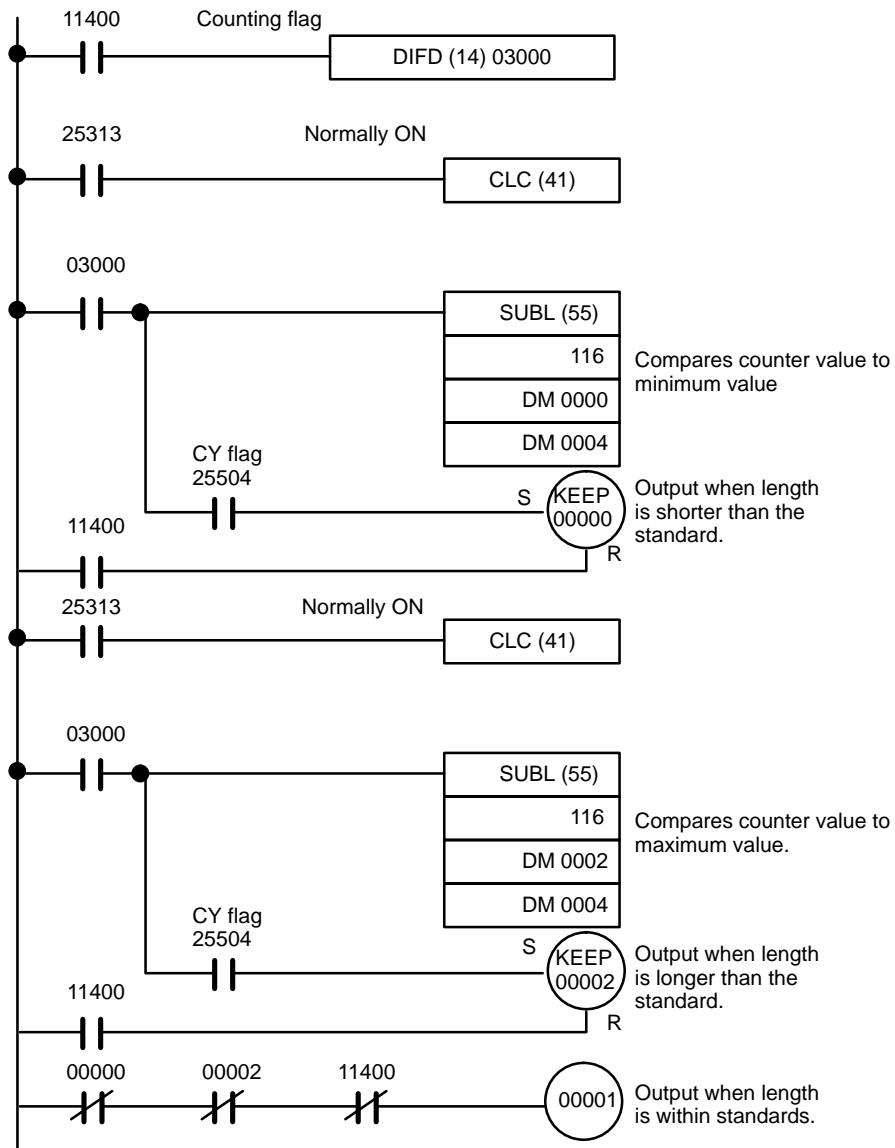 11400 Counting flag
DIFD (14) 03000
25313 Normally ON
CLC (41)
03000
SUBL (55)
116
DM 0000
DM 0004
Compares counter value to
minimum value
CY flag
25504
S
KEEP
00000
R
Output when length
is shorter than the
standard.
11400
25313 Normally ON
CLC (41)
03000
SUBL (55)
116
DM 0002
DM 0004
Compares counter value to
maximum value.
CY flag
25504
S
KEEP
00002
R
Output when length
is longer than the
standard.
11400
00000 00002 11400
00001
Output when length
is within standards.